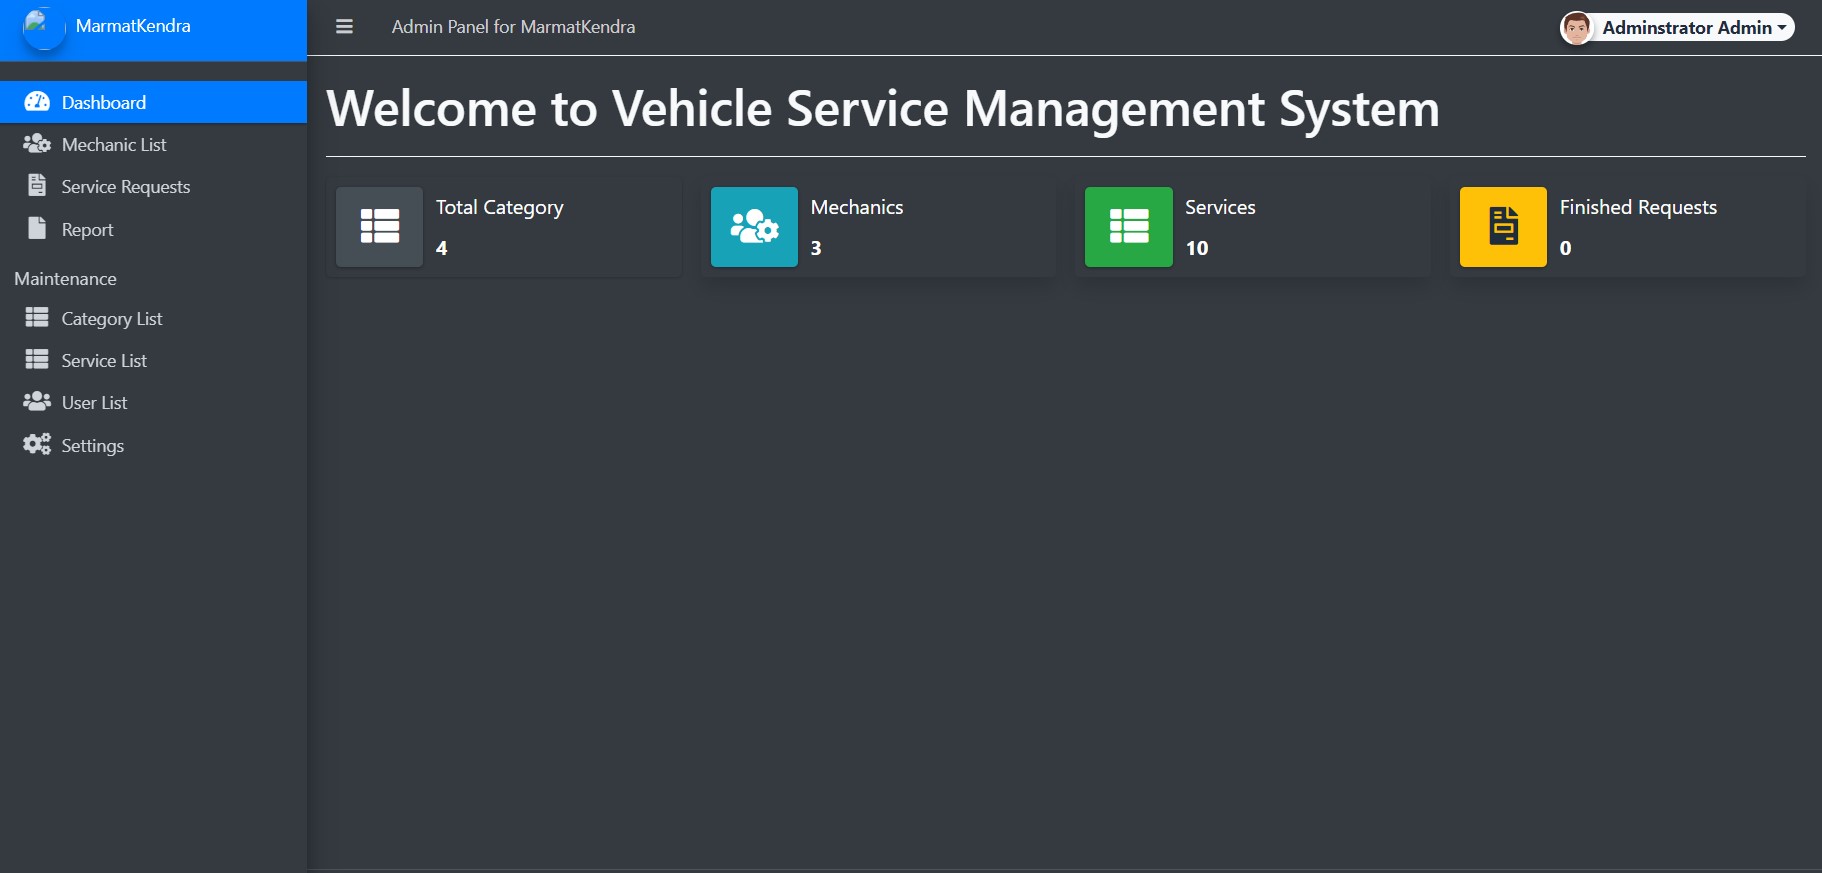 MarmatKendra
Admin Panel for MarmatKendra
Adminstrator Admin
Dashboard
Mechanic List
Service Requests
Report
Maintenance
Category List
Service List
User List
Settings
Welcome to Vehicle Service Management System
Total Category
4
Mechanics
3
Services
10
Finished Requests
0